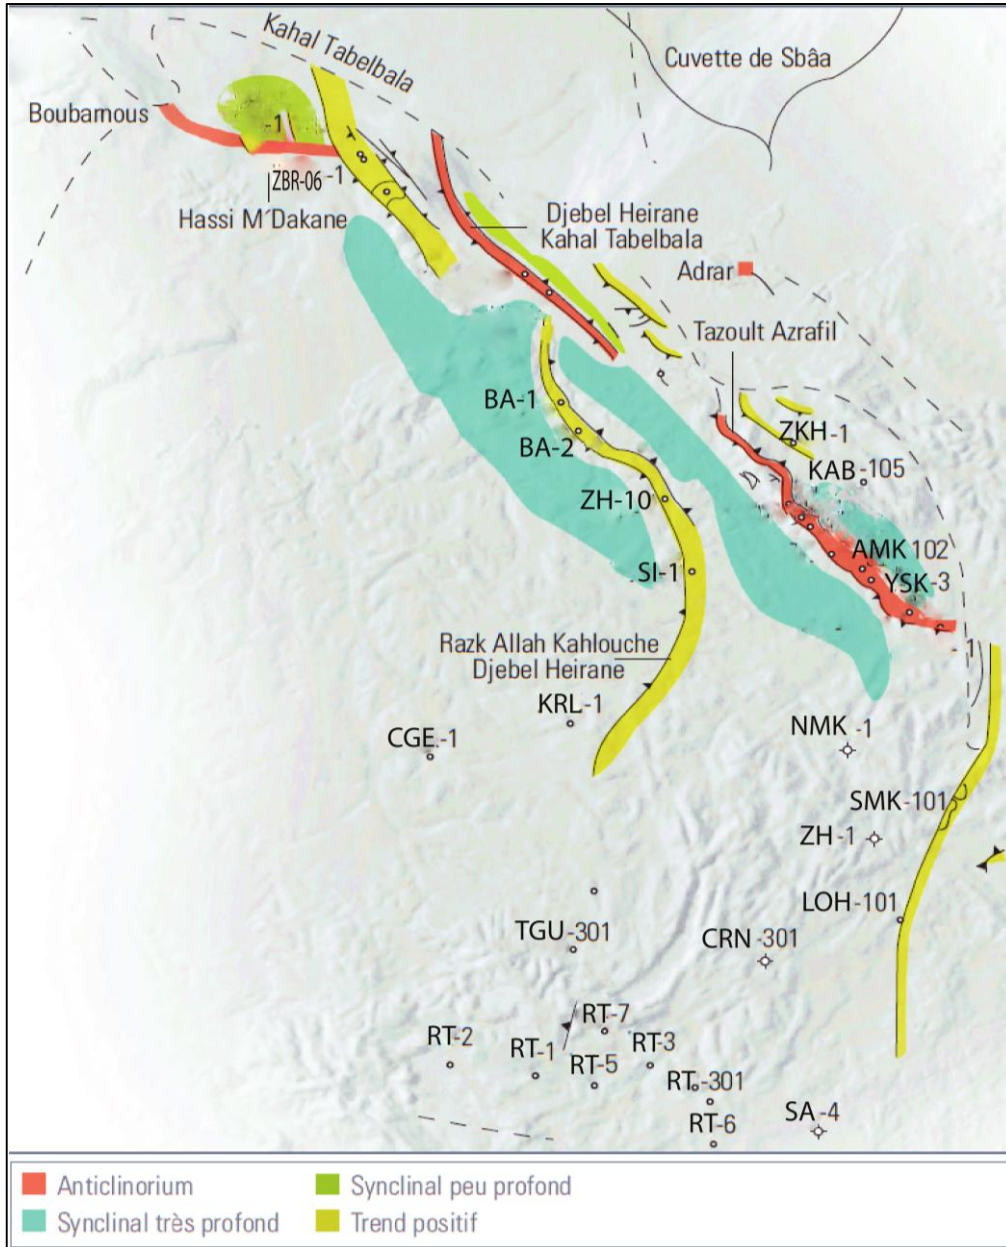 Kahal Tabelbala
Cuvette de Sbâa
Boubarnous
-1
ZBR-06 -1
Hassi M'Dakane
Djebel Heirane
Kahal Tabelbala
Adrar
Tazoult Azrafil
BA-1
ZKH-1
BA-2
KAB-105
ZH-10
AMK 102
SI-1
YSK-3
Razk Allah Kahlouche
Djebel Heirane
- 1
KRL-1
NMK -1
CGE.-1
SMK-101
ZH -1
LOH-101
TGU-301
CRN -301
RT-7
RT-2
RT-1
RT-3
RT-5
RT.-301
RT-6
SA-4
Anticlinorium
Synclinal peu profond
Synclinal très profond
Trend positif